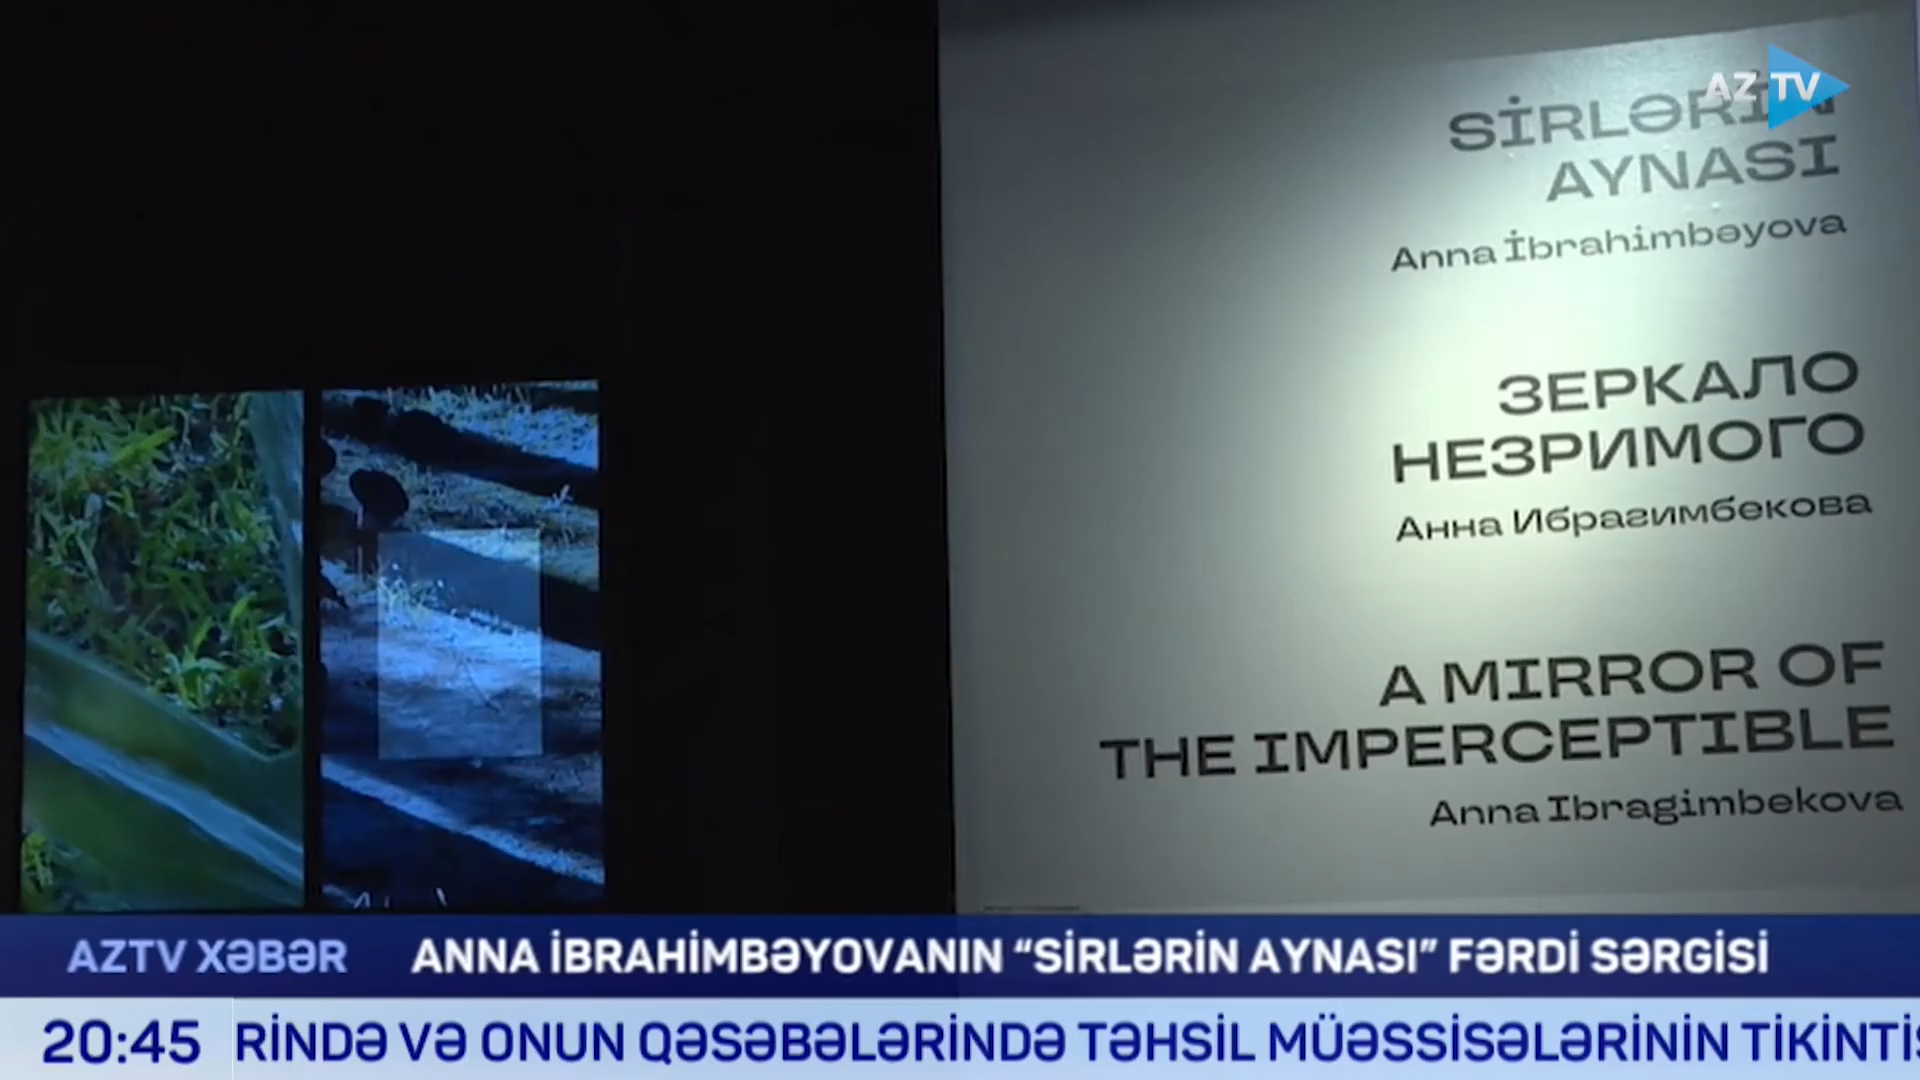 AZTV
SİRLƏRİN
AYNASI
Anna İbrahimbəyova
ЗЕРКАЛО
НЕЗРИМОГО
Анна Ибрагимбекова
A MIRROR OF
THE IMPERCEPTIBLE
Anna Ibragimbekova
AZTV XƏBƏR ANNA İBRAHİMBƏYOVANIN “SİRLƏRİN AYNASI” FƏRDİ SƏRGİSİ
20:45 RİNDƏ VƏ ONUN QƏSƏBƏLƏRİNDƏ TƏHSİL MÜƏSSİSƏLƏRİNİN TİKİNTİS